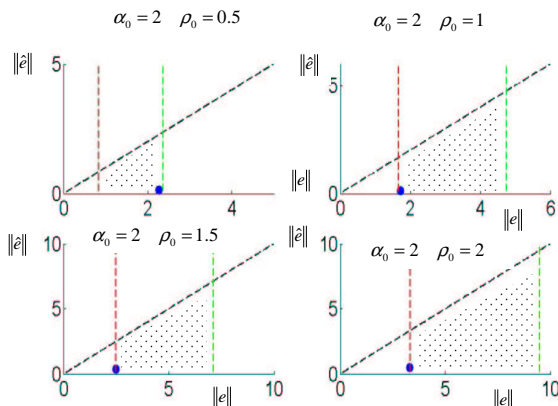 α₀ = 2 ρ₀ = 0.5
‖ê‖
5
0
0 2 4
‖e‖
α₀ = 2 ρ₀ = 1
‖ê‖
5
0
0 2 4 6
‖e‖
α₀ = 2 ρ₀ = 1.5
‖ê‖
10
5
0
0 5 10
‖e‖
α₀ = 2 ρ₀ = 2
‖ê‖
10
5
0
0 5 10
‖e‖